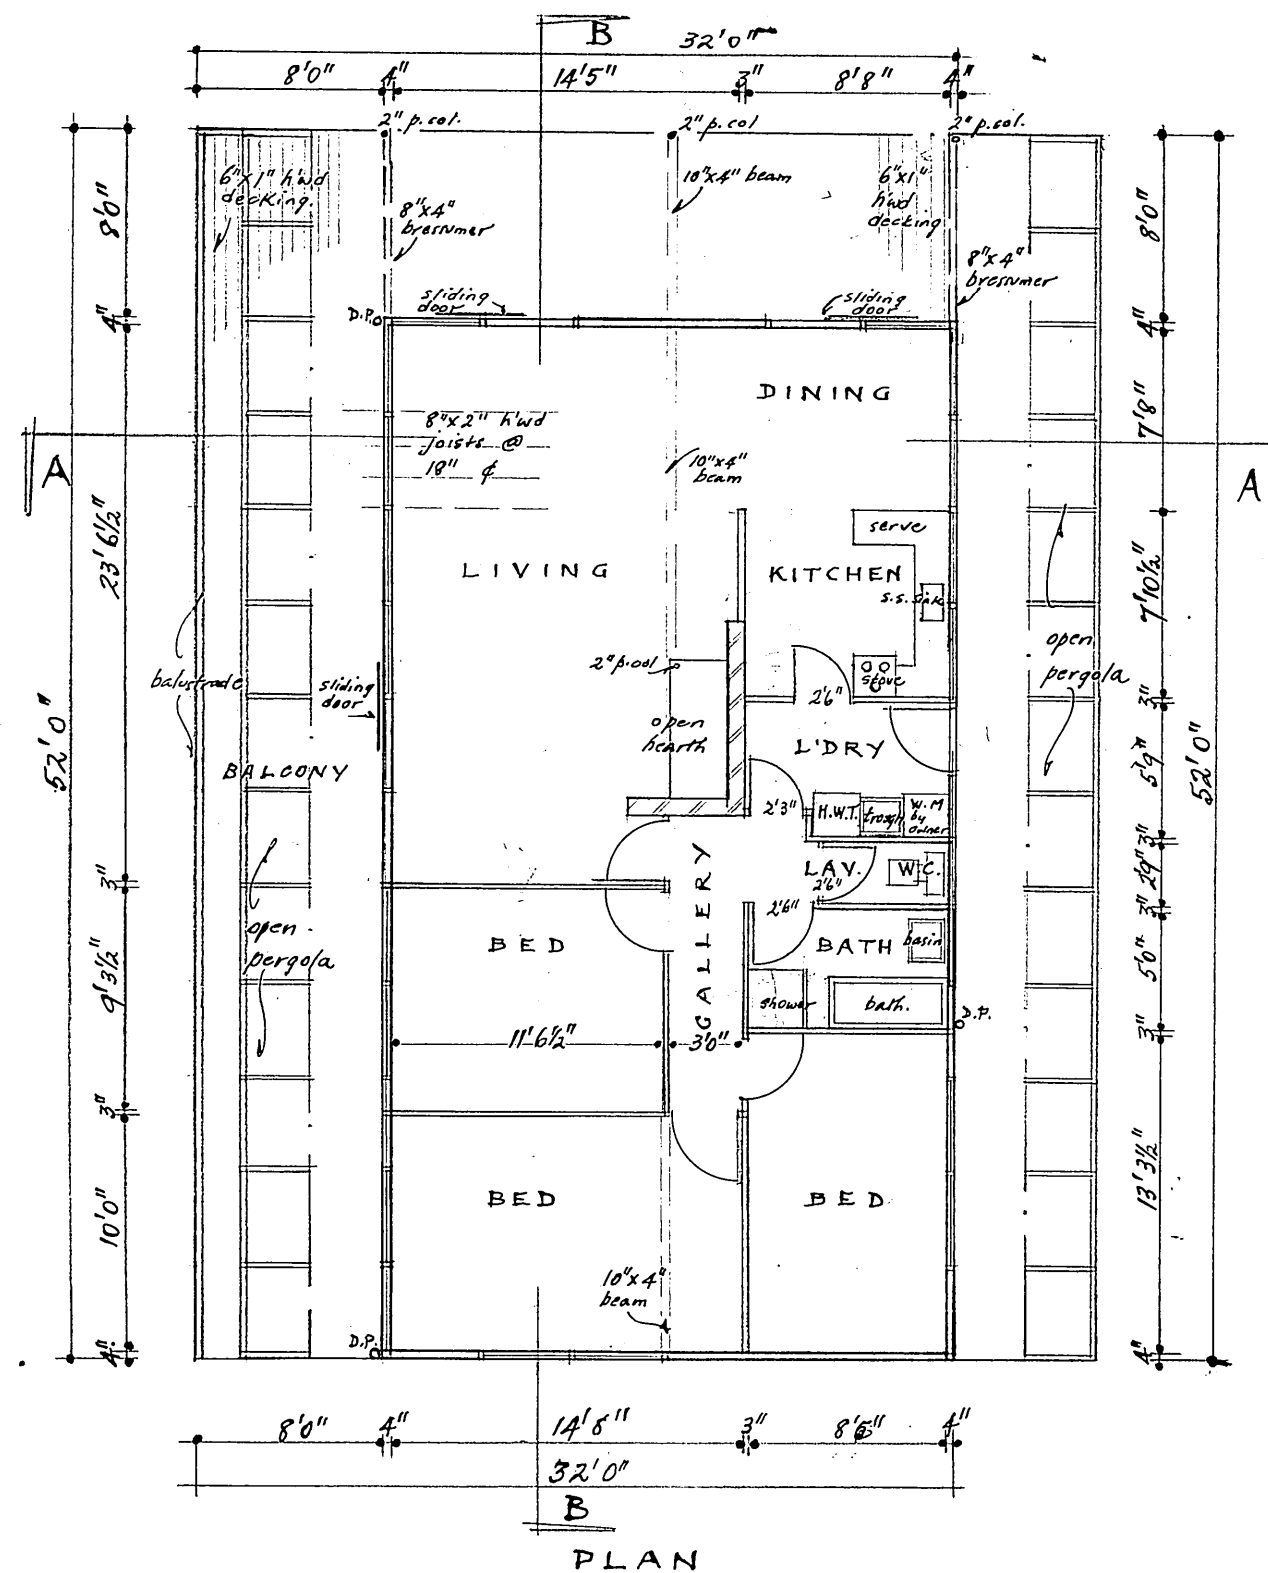 B
32'0"
8'0" 4" 14'5" 3" 8'8" 4"
2" p.col. 2" p.col 2" p.col.
6"x1" h'wd
decking.
8"x4"
bressumer
10"x4" beam
6"x1"
h'wd
decking
8"x4"
bressumer
8'0"
8'0"
sliding
door
sliding
door
D.P.
4"
4"
DINING
7'8"
8"x2" h'wd
joists @
18" ¢
10"x4"
beam
A
A
23'6½"
serve
LIVING
KITCHEN
s.s. sink
7'10½"
open
pergola
2" p.col
stove
balustrade
sliding
door
2'6"
3"
open
hearth
L'DRY
5'9"
52'0"
52'0"
BALCONY
2'3"
H.W.T.
trough
W.M
by
owner
3"
GALLERY
LAV.
W.C.
2'6"
2'9"
3"
2'6"
3"
open
pergola
BED
BATH
basin
9'3½"
5'0"
shower
bath.
D.P.
11'6½"
3'0"
3"
3"
BED
BED
10'0"
13'3½"
10"x4"
beam
D.P.
4"
4"
8'0" 4" 3" 4"
32'0"
B
PLAN